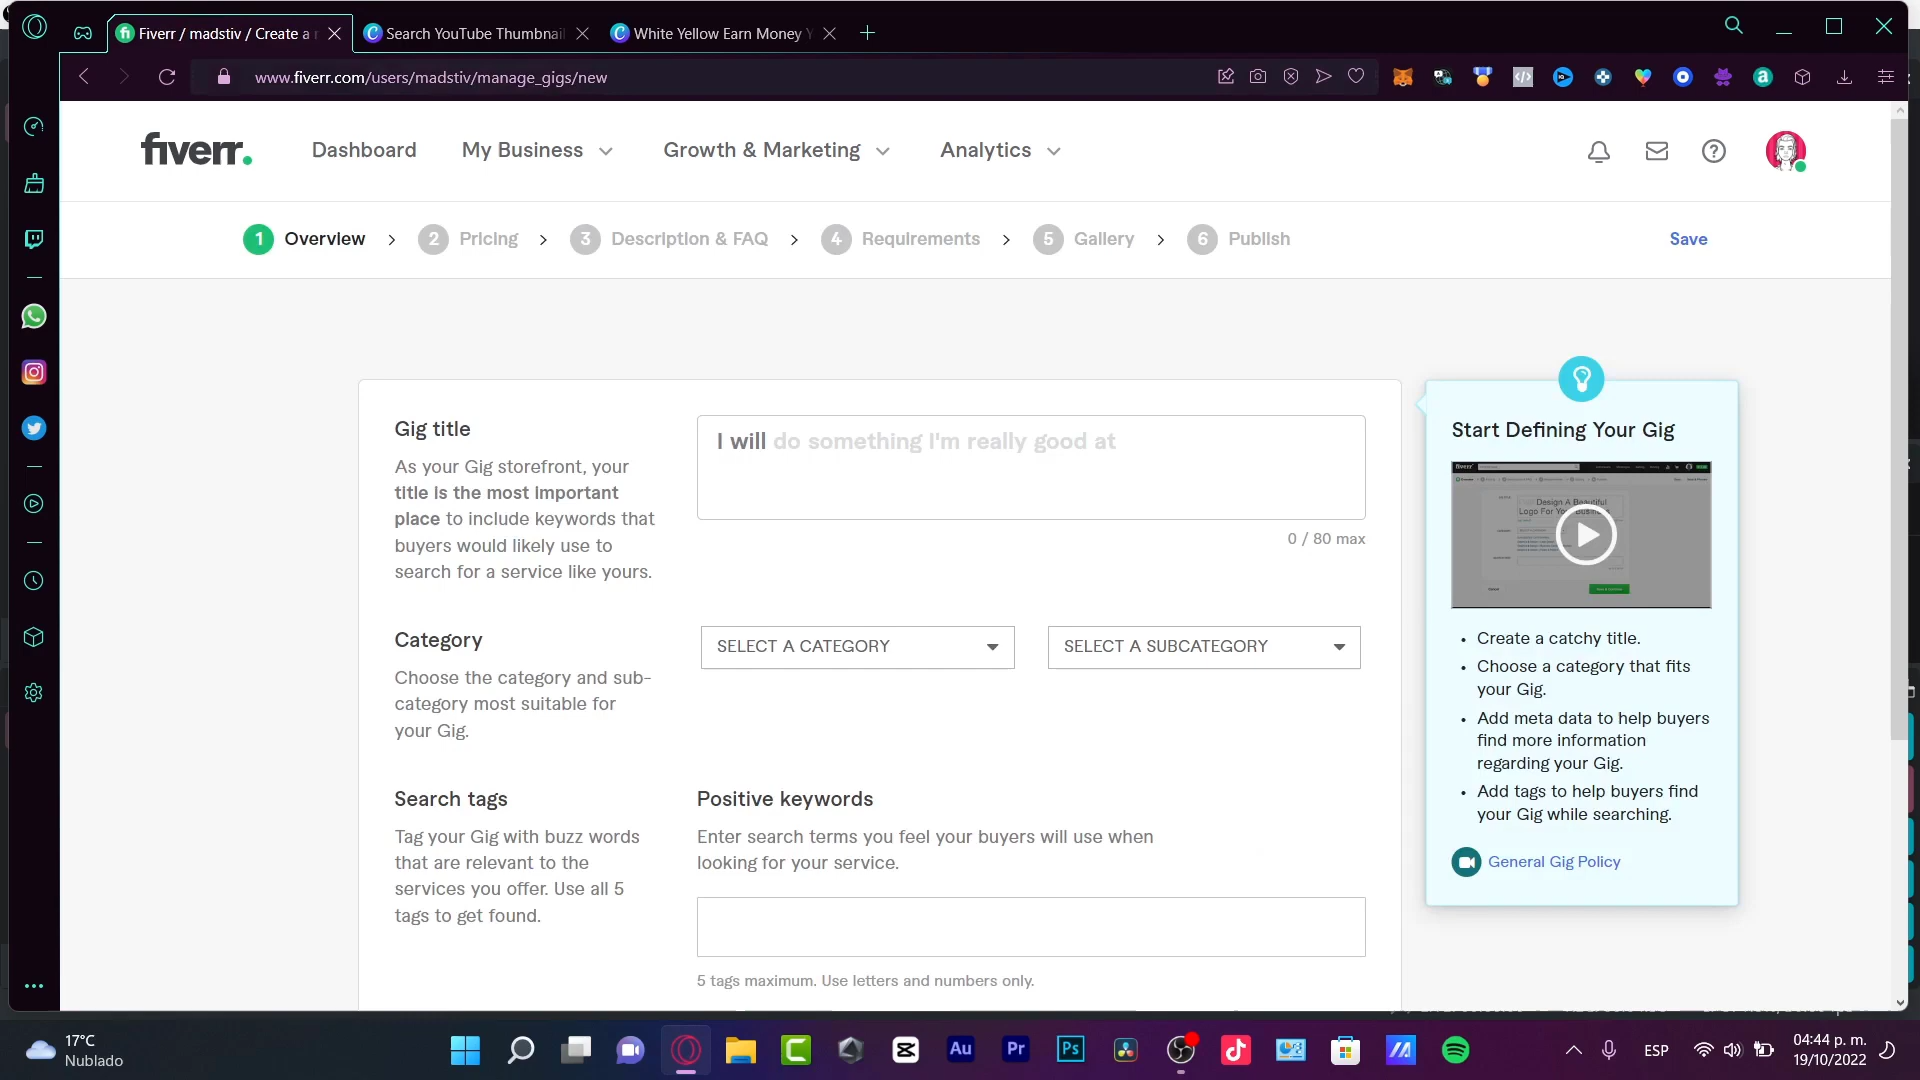 Fiverr / madstiv / Create a
Search YouTube Thumbnail
White Yellow Earn Money Y
www.fiverr.com/users/madstiv/manage_gigs/new
fiverr.
Dashboard
My Business
Growth & Marketing
Analytics
1 Overview
2 Pricing
3 Description & FAQ
4 Requirements
5 Gallery
6 Publish
Save
Gig title
As your Gig storefront, your
title is the most important
place to include keywords that
buyers would likely use to
search for a service like yours.
I will do something I'm really good at
0 / 80 max
Category
Choose the category and sub-
category most suitable for
your Gig.
SELECT A CATEGORY
SELECT A SUBCATEGORY
Search tags
Tag your Gig with buzz words
that are relevant to the
services you offer. Use all 5
tags to get found.
Positive keywords
Enter search terms you feel your buyers will use when
looking for your service.
5 tags maximum. Use letters and numbers only.
Start Defining Your Gig
Design A Beautiful
Logo For Your Business
• Create a catchy title.
• Choose a category that fits
your Gig.
• Add meta data to help buyers
find more information
regarding your Gig.
• Add tags to help buyers find
your Gig while searching.
General Gig Policy
17°C
Nublado
Au
Pr
Ps
ESP
04:44 p. m.
19/10/2022